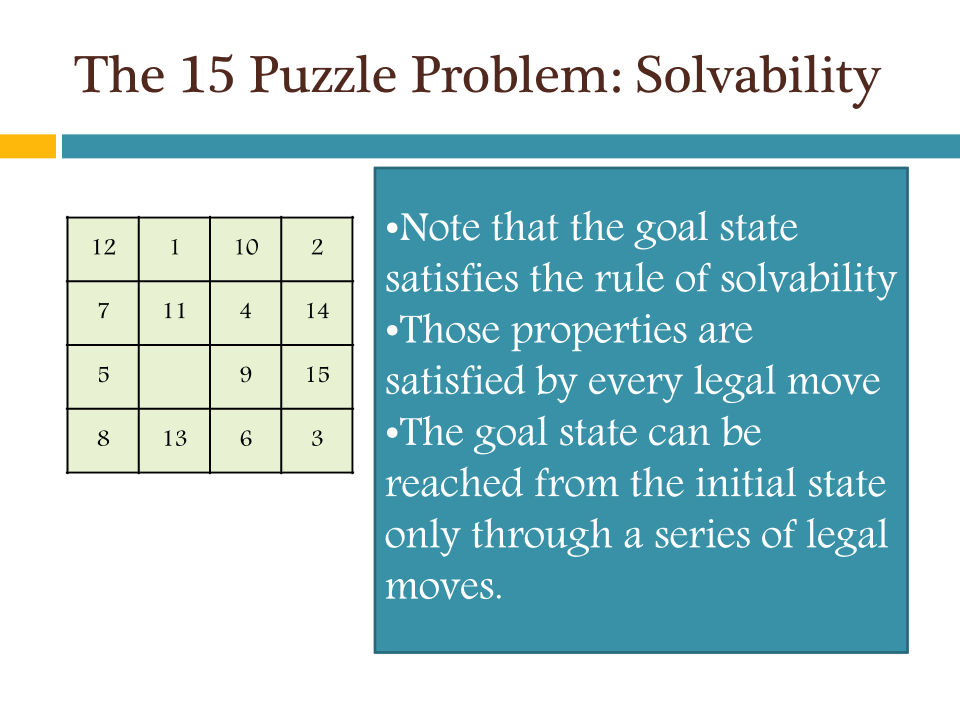 The 15 Puzzle Problem: Solvability
12 1 10 2
7 11 4 14
5 9 15
8 13 6 3
•Note that the goal state
satisfies the rule of solvability
•Those properties are
satisfied by every legal move
•The goal state can be
reached from the initial state
only through a series of legal
moves.